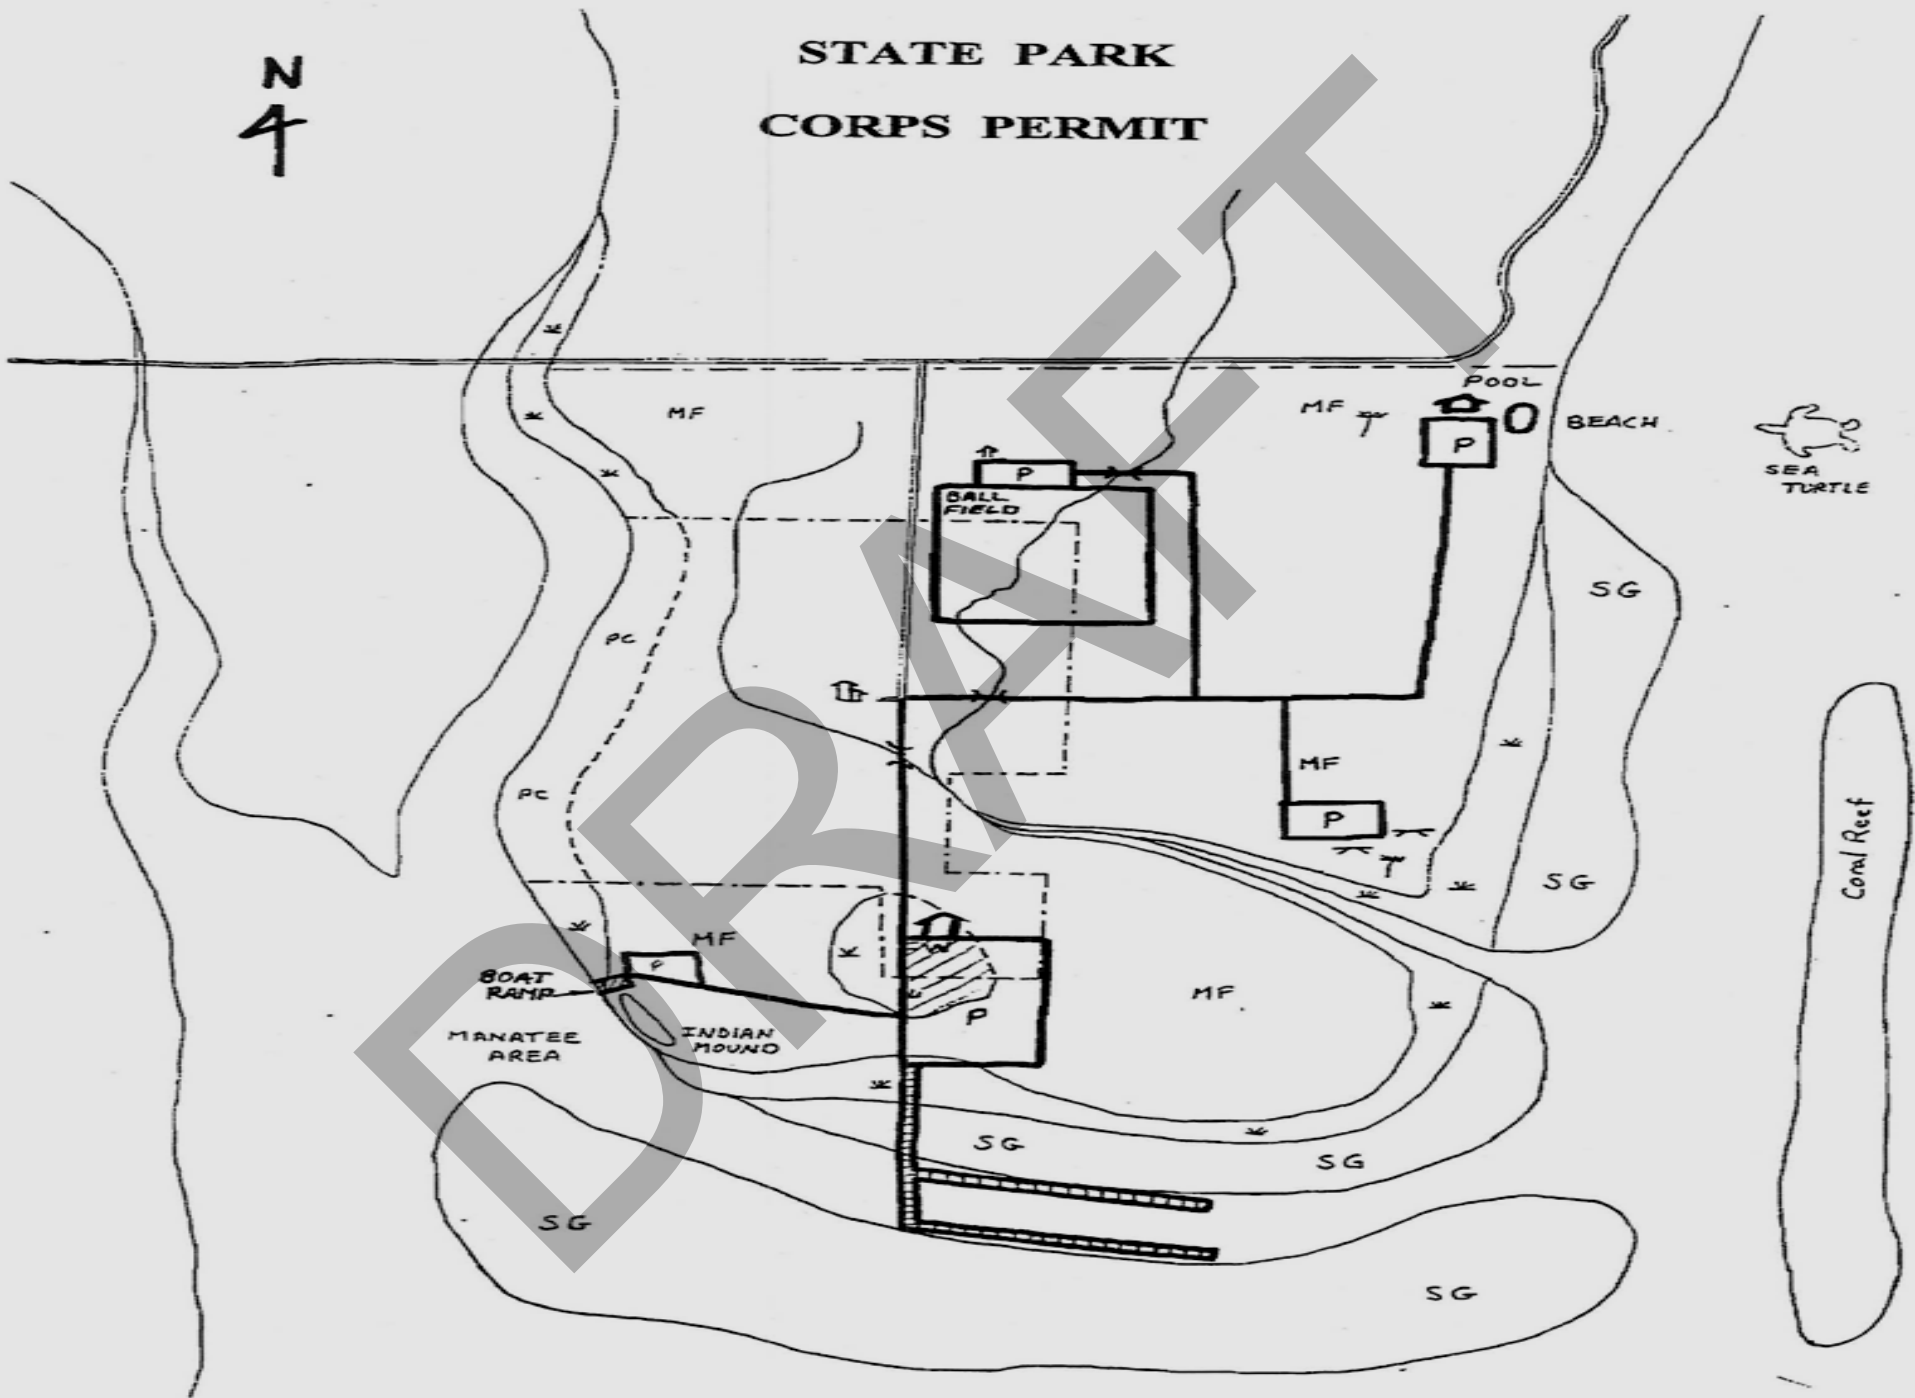 STATE PARK
CORPS PERMIT
N
DRAFT
MF
MF
POOL
P
BEACH
SEA
TURTLE
P
BALL
FIELD
SG
PC
PC
MF
P
SG
Coral Reef
MF
P
BOAT
RAMP
MANATEE
AREA
INDIAN
MOUND
P
MF
SG
SG
SG
SG